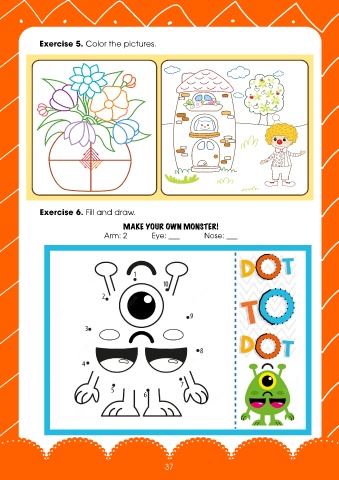 Exercise 5. Color the pictures.
Exercise 6. Fill and draw.
MAKE YOUR OWN MONSTER!
Arm: 2 Eye: ___ Nose: ___
1
10
2
9
3
8
4
7
5
6
DOT
TO
DOT
37